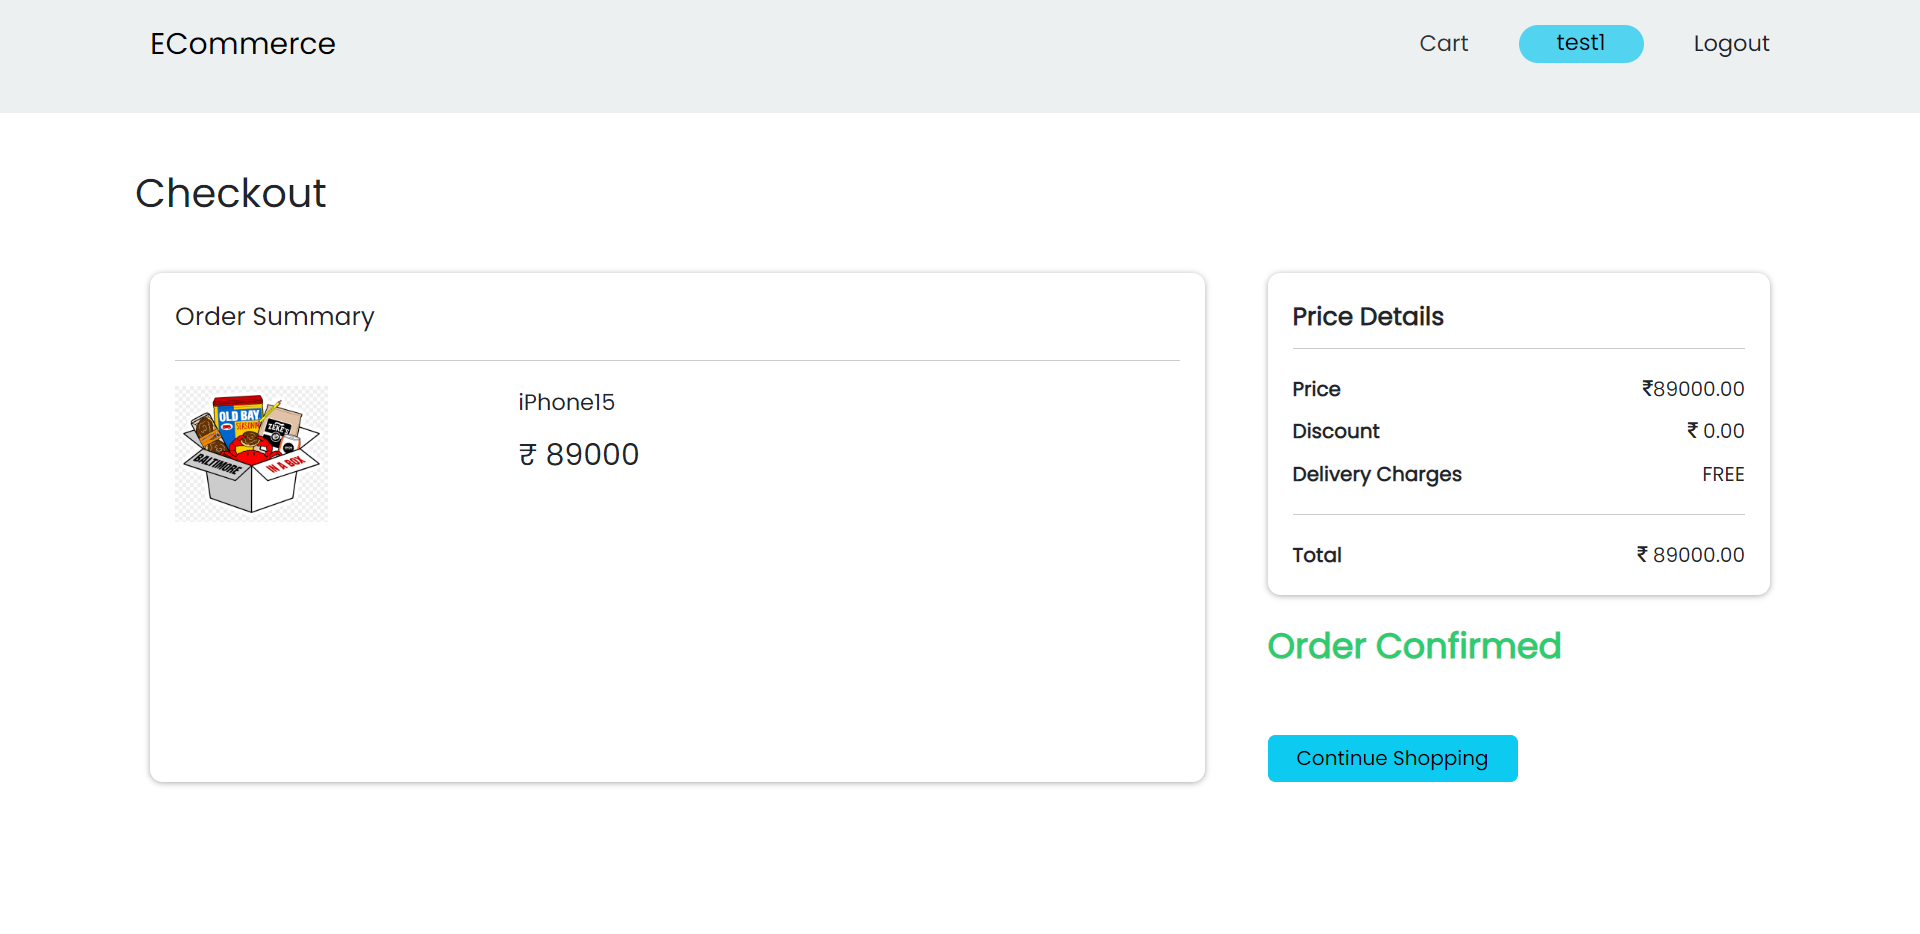 ECommerce
Cart
test1
Logout
Checkout
Order Summary
OLD BAY
SEASONING
ZEKE'S
BALTIMORE
IN A BOX
iPhone15
₹ 89000
Price Details
Price ₹89000.00
Discount ₹ 0.00
Delivery Charges FREE
Total ₹ 89000.00
Order Confirmed
Continue Shopping